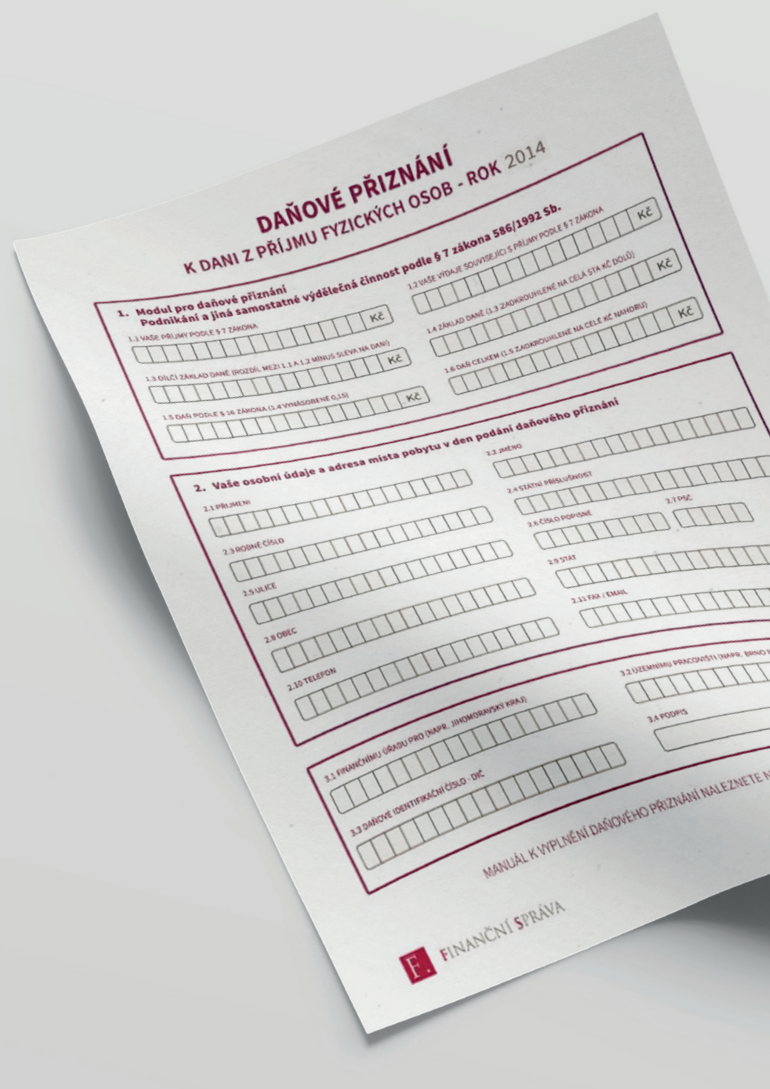 DAŇOVÉ PŘIZNÁNÍ
K DANI Z PŘÍJMU FYZICKÝCH OSOB - ROK 2014
1. Modul pro daňové přiznání
Podnikání a jiná samostatné výdělečná činnost podle § 7 zákona 586/1992 Sb.
1.1 VAŠE PŘÍJMY PODLE § 7 ZÁKONA
Kč
1.2 VAŠE VÝDAJE SOUVISEJÍCÍ S PŘÍJMY PODLE § 7 ZÁKONA
Kč
1.3 DÍLČÍ ZÁKLAD DANĚ (ROZDÍL MEZI 1.1 A 1.2 MÍNUS SLEVA NA DANI)
Kč
1.4 ZÁKLAD DANĚ (1.3 ZAOKROUHLENÉ NA CELÁ STA KČ DOLŮ)
Kč
1.5 DAŇ PODLE § 16 ZÁKONA (1.4 VYNÁSOBENÉ 0,15)
Kč
1.6 DAŇ CELKEM (1.5 ZAOKROUHLENÉ NA CELÉ KČ NAHORU)
Kč
2. Vaše osobní údaje a adresa místa pobytu v den podání daňového přiznání
2.1 PŘÍJMENÍ
2.2 JMÉNO
2.3 RODNÉ ČÍSLO
2.4 STÁTNÍ PŘÍSLUŠNOST
2.5 ULICE
2.6 ČÍSLO POPISNÉ
2.7 PSČ
2.8 OBEC
2.9 STÁT
2.10 TELEFON
2.11 FAX / EMAIL
3.1 FINANČNÍMU ÚŘADU PRO (NAPŘ. JIHOMORAVSKÝ KRAJ)
3.2 ÚZEMNÍMU PRACOVIŠTI (NAPŘ. BRNO
3.3 DAŇOVÉ IDENTIFIKAČNÍ ČÍSLO - DIČ
3.4 PODPIS
MANUÁL K VYPLNĚNÍ DAŇOVÉHO PŘIZNÁNÍ NALEZNETE
F. FINANČNÍ SPRÁVA